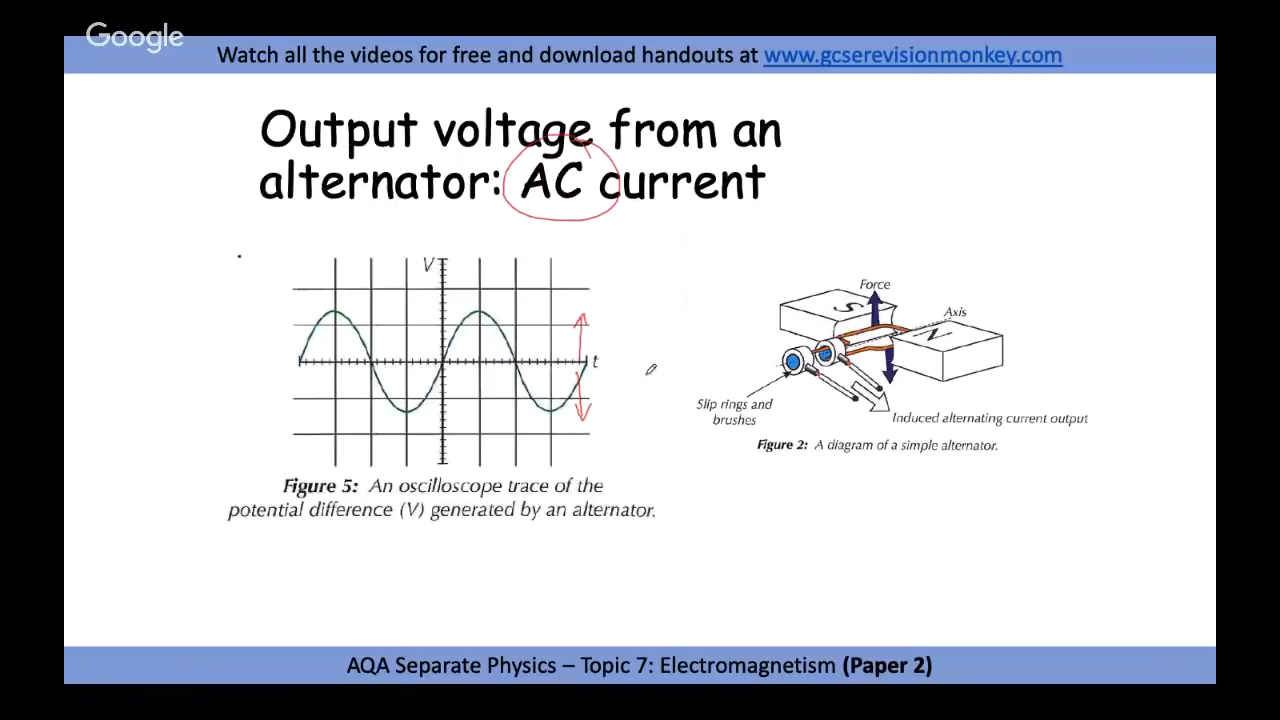 Google
Watch all the videos for free and download handouts at www.gcserevisionmonkey.com
Output voltage from an
alternator: AC current
V
t
Figure 5: An oscilloscope trace of the
potential difference (V) generated by an alternator.
Force
S
Axis
N
Slip rings and
brushes
Induced alternating current output
Figure 2: A diagram of a simple alternator.
AQA Separate Physics – Topic 7: Electromagnetism (Paper 2)